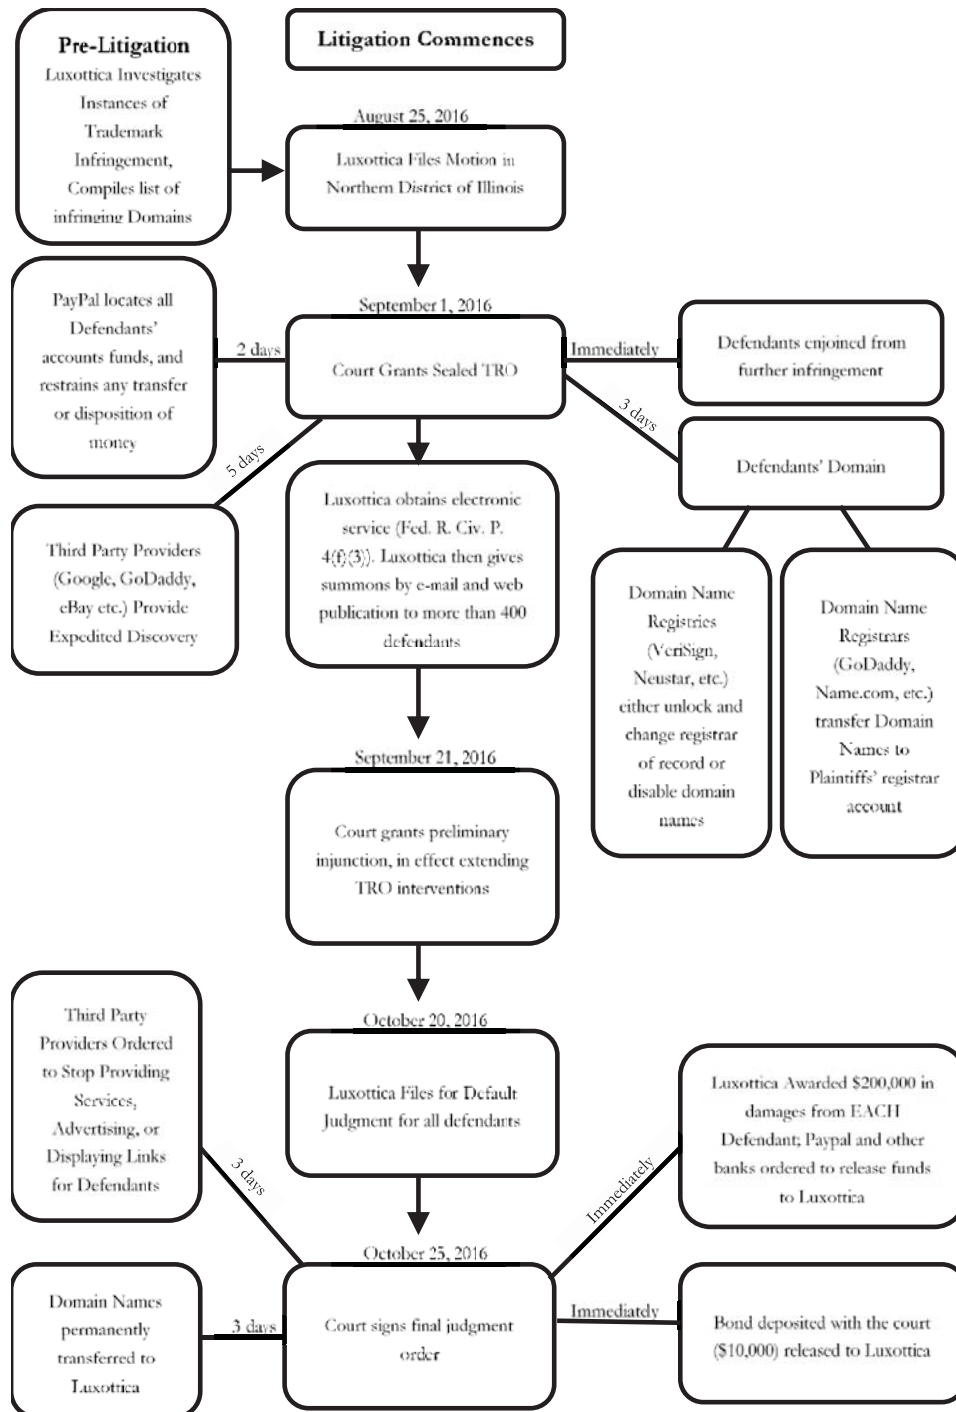 Pre-Litigation
Luxottica Investigates
Instances of
Trademark
Infringement,
Compiles list of
infringing Domains
Litigation Commences
August 25, 2016
Luxottica Files Motion in
Northern District of Illinois
September 1, 2016
Court Grants Sealed TRO
2 days
PayPal locates all
Defendants'
accounts funds, and
restrains any transfer
or disposition of
money
5 days
Third Party Providers
(Google, GoDaddy,
eBay etc.) Provide
Expedited Discovery
Immediately
Defendants enjoined from
further infringement
3 days
Defendants' Domain
Domain Name
Registries
(VeriSign,
Neustar, etc.)
either unlock and
change registrar
of record or
disable domain
names
Domain Name
Registrars
(GoDaddy,
Name.com, etc.)
transfer Domain
Names to
Plaintiffs' registrar
account
Luxottica obtains electronic
service (Fed. R. Civ. P.
4(f)(3)). Luxottica then gives
summons by e-mail and web
publication to more than 400
defendants
September 21, 2016
Court grants preliminary
injunction, in effect extending
TRO interventions
October 20, 2016
Luxottica Files for Default
Judgment for all defendants
October 25, 2016
Court signs final judgment
order
3 days
Third Party
Providers Ordered
to Stop Providing
Services,
Advertising, or
Displaying Links
for Defendants
3 days
Domain Names
permanently
transferred to
Luxottica
Immediately
Luxottica Awarded $200,000 in
damages from EACH
Defendant; Paypal and other
banks ordered to release funds
to Luxottica
Immediately
Bond deposited with the court
($10,000) released to Luxottica